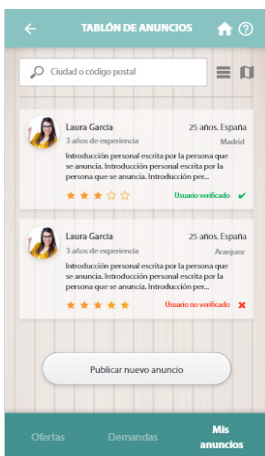 TABLÓN DE ANUNCIOS
Ciudad o código postal
Laura García 25 años. España
3 años de experiencia Madrid
Introducción personal escrita por la persona que
se anuncia. Introducción personal escrita por la
persona que se anuncia. Introducción per...
Usuario verificado
Laura García 25 años. España
3 años de experiencia Aranjuez
Introducción personal escrita por la persona que
se anuncia. Introducción personal escrita por la
persona que se anuncia. Introducción per...
Usuario no verificado
Publicar nuevo anuncio
Ofertas Demandas Mis anuncios